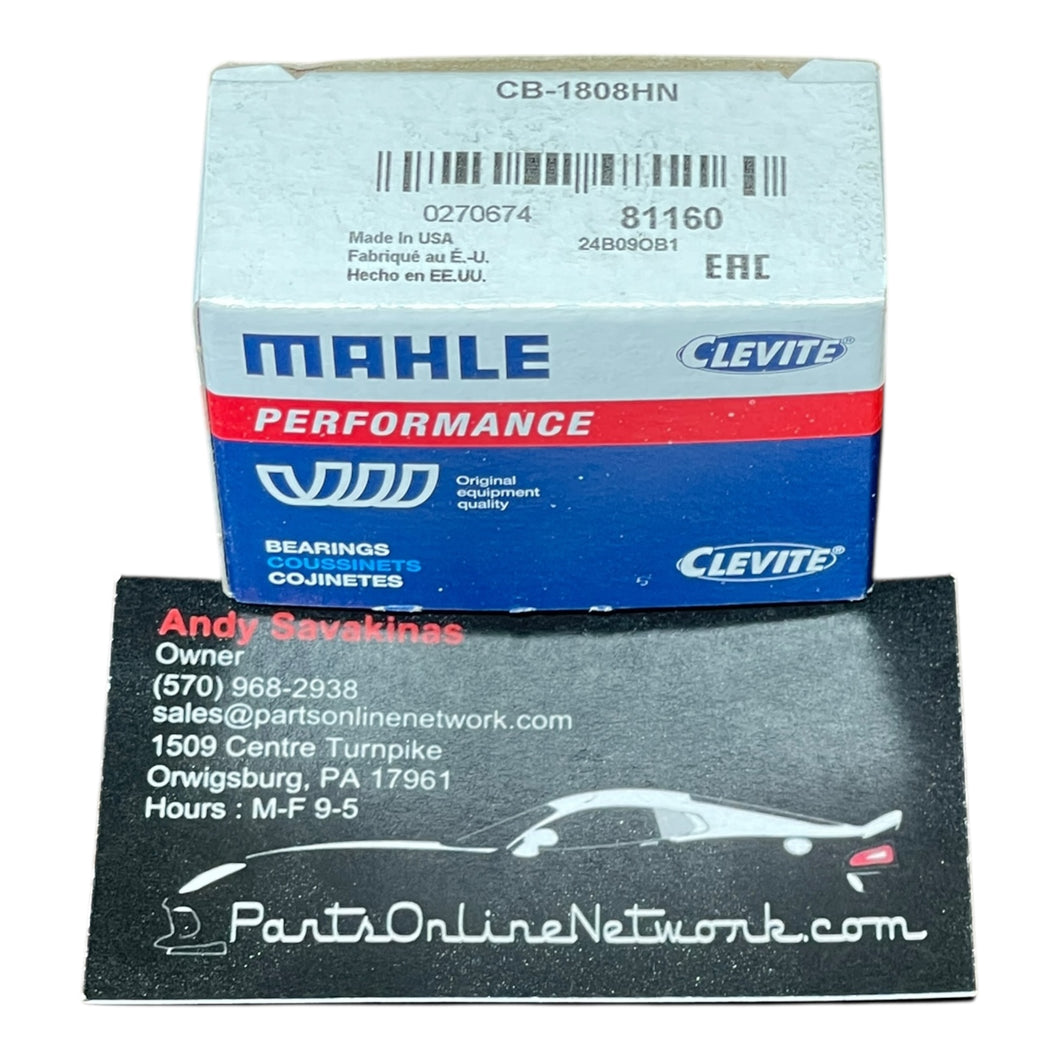 CB-1808HN
0270674 81160
Made In USA 24B09OB1
Fabriqué au É.-U. EAC
Hecho en EE.UU.
MAHLE CLEVITE®
PERFORMANCE
Original
equipment
quality
BEARINGS
COUSSINETS
COJINETES
CLEVITE®
Andy Savakinas
Owner
(570) 968-2938
sales@partsonlinenetwork.com
1509 Centre Turnpike
Orwigsburg, PA 17961
Hours : M-F 9-5
PartsOnlineNetwork.com